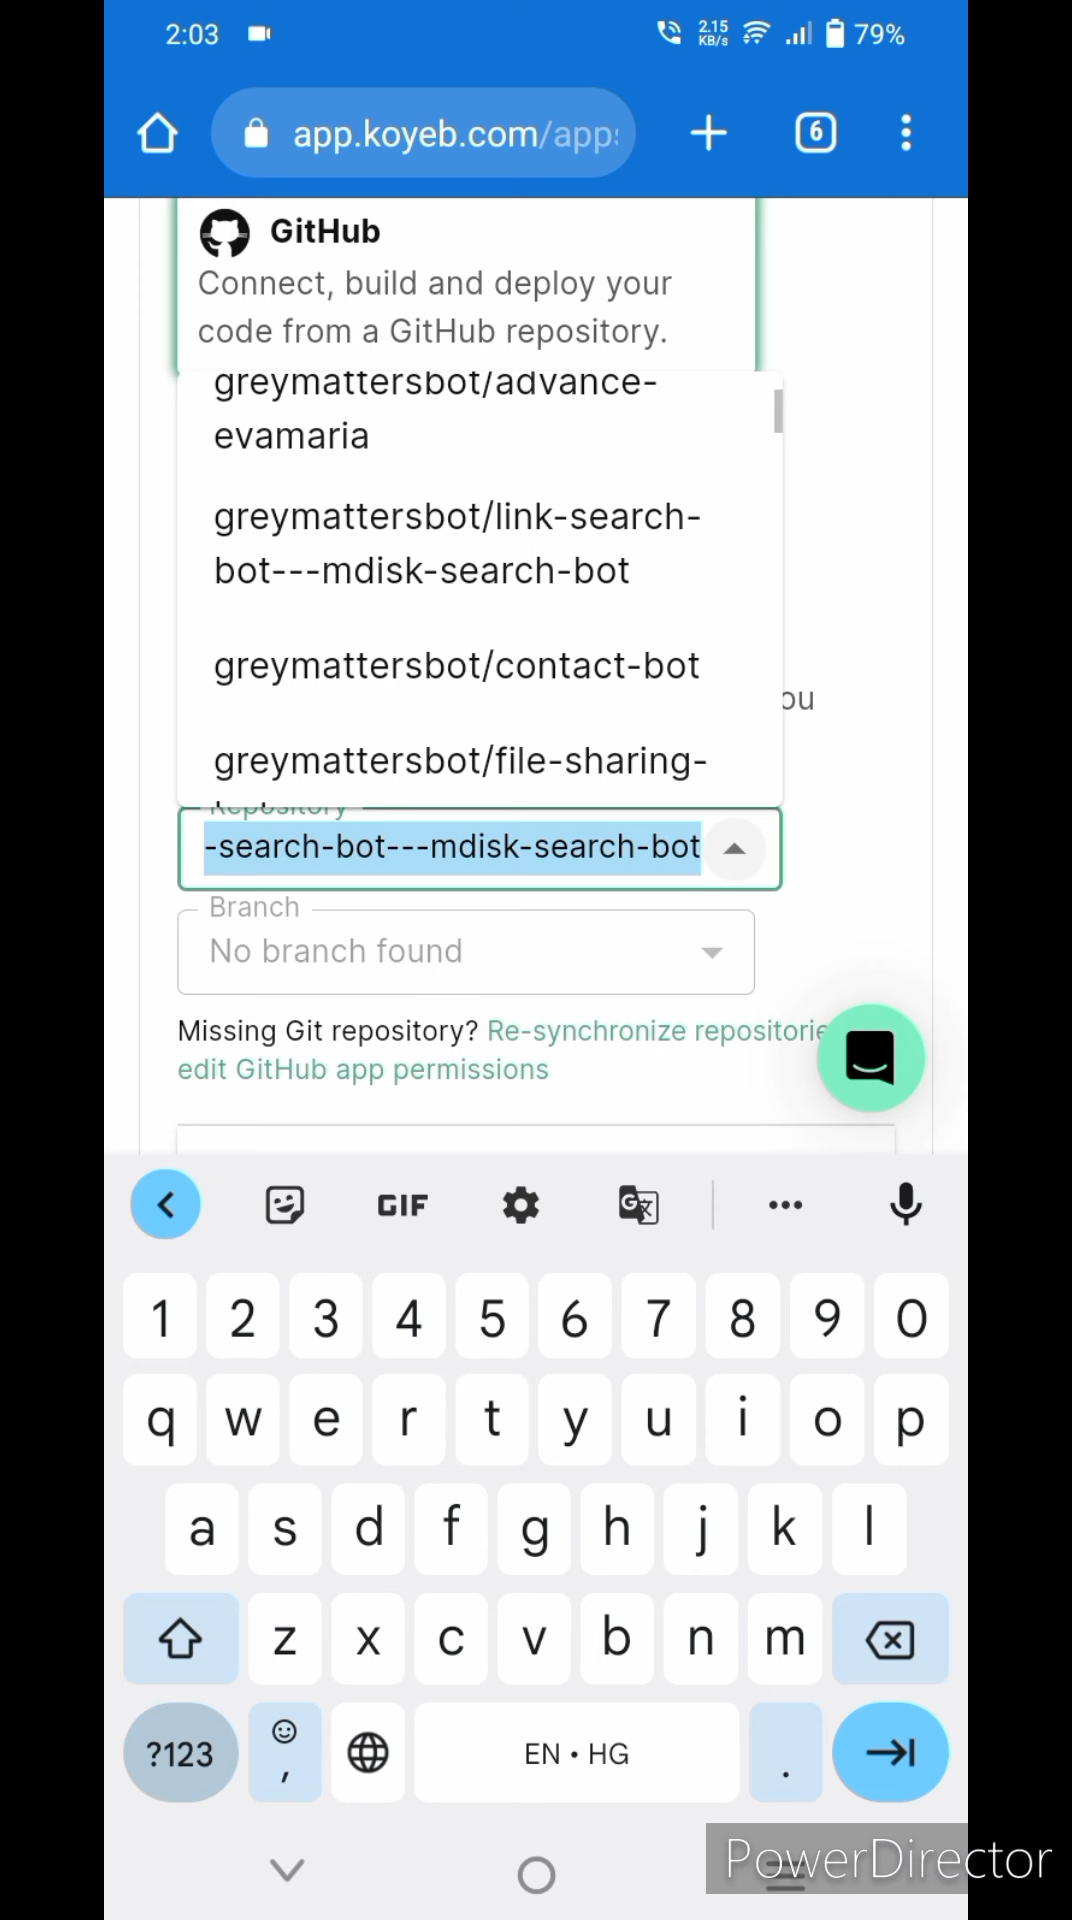 2:03
2.15
KB/s
79%
app.koyeb.com/apps
6
GitHub
Connect, build and deploy your
code from a GitHub repository.
greymattersbot/advance-
evamaria
greymattersbot/link-search-
bot---mdisk-search-bot
greymattersbot/contact-bot
ou
greymattersbot/file-sharing-
Repository
-search-bot---mdisk-search-bot
Branch
No branch found
Missing Git repository? Re-synchronize repositorie
edit GitHub app permissions
GIF
G
1 2 3 4 5 6 7 8 9 0
q w e r t y u i o p
a s d f g h j k l
z x c v b n m
?123 , EN • HG .
PowerDirector